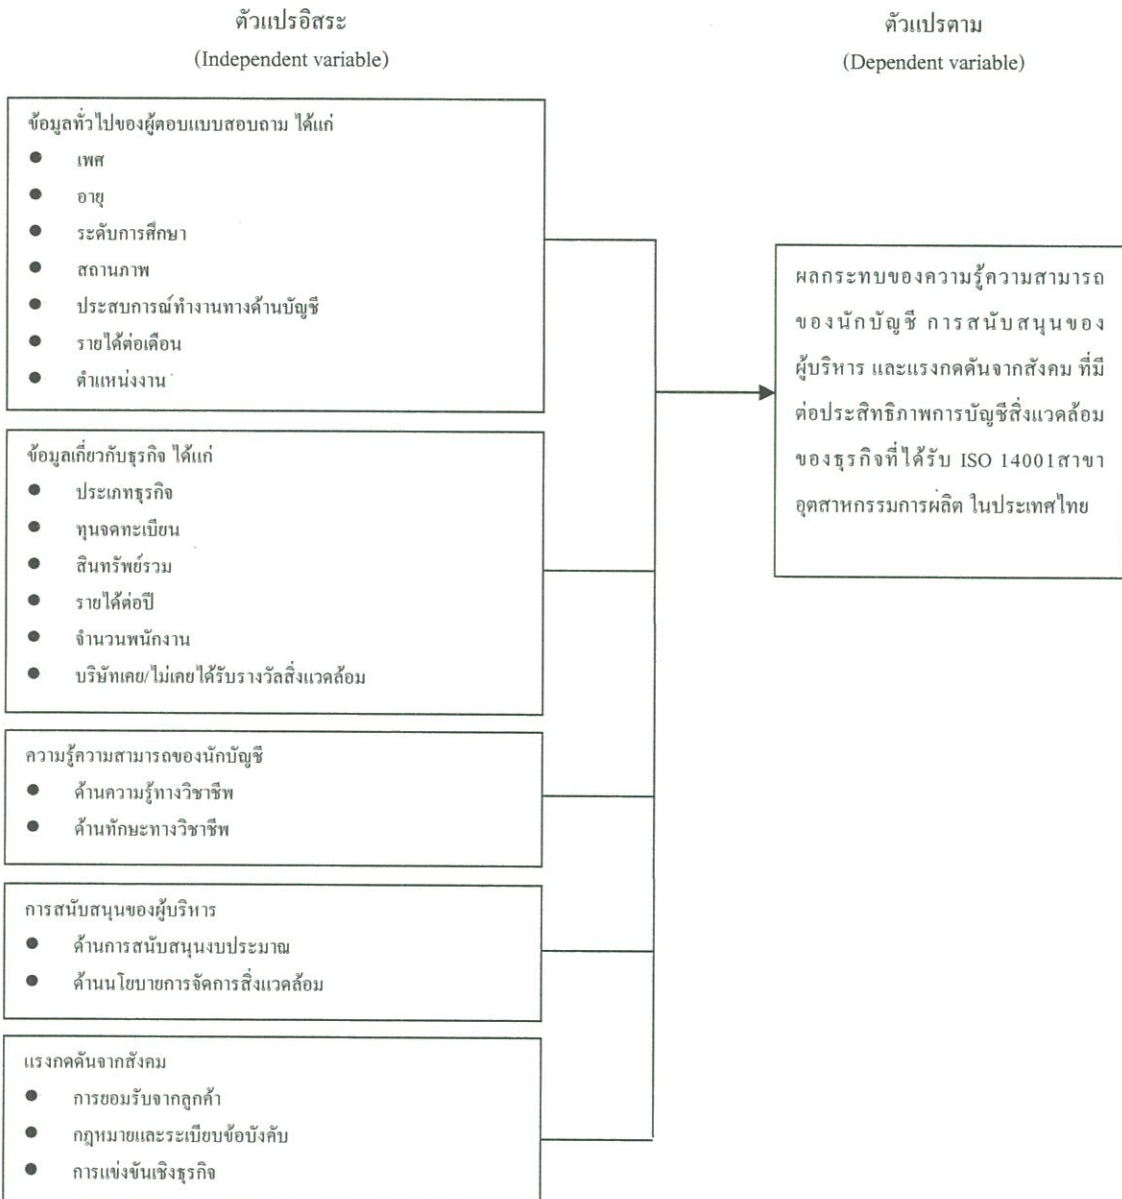 ตัวแปรอิสระ
(Independent variable)
ตัวแปรตาม
(Dependent variable)
ข้อมูลทั่วไปของผู้ตอบแบบสอบถาม ได้แก่
● เพศ
● อายุ
● ระดับการศึกษา
● สถานภาพ
● ประสบการณ์ทำงานทางด้านบัญชี
● รายได้ต่อเดือน
● ตำแหน่งงาน
ข้อมูลเกี่ยวกับธุรกิจ ได้แก่
● ประเภทธุรกิจ
● ทุนจดทะเบียน
● สินทรัพย์รวม
● รายได้ต่อปี
● จำนวนพนักงาน
● บริษัทเคย/ไม่เคยได้รับรางวัลสิ่งแวดล้อม
ความรู้ความสามารถของนักบัญชี
● ด้านความรู้ทางวิชาชีพ
● ด้านทักษะทางวิชาชีพ
การสนับสนุนของผู้บริหาร
● ด้านการสนับสนุนงบประมาณ
● ด้านนโยบายการจัดการสิ่งแวดล้อม
แรงกดดันจากสังคม
● การยอมรับจากลูกค้า
● กฎหมายและระเบียบข้อบังคับ
● การแข่งขันเชิงธุรกิจ
ผลกระทบของความรู้ความสามารถ
ของนักบัญชี การสนับสนุนของ
ผู้บริหาร และแรงกดดันจากสังคม ที่มี
ต่อประสิทธิภาพการบัญชีสิ่งแวดล้อม
ของธุรกิจที่ได้รับ ISO 14001สาขา
อุตสาหกรรมการผลิต ในประเทศไทย